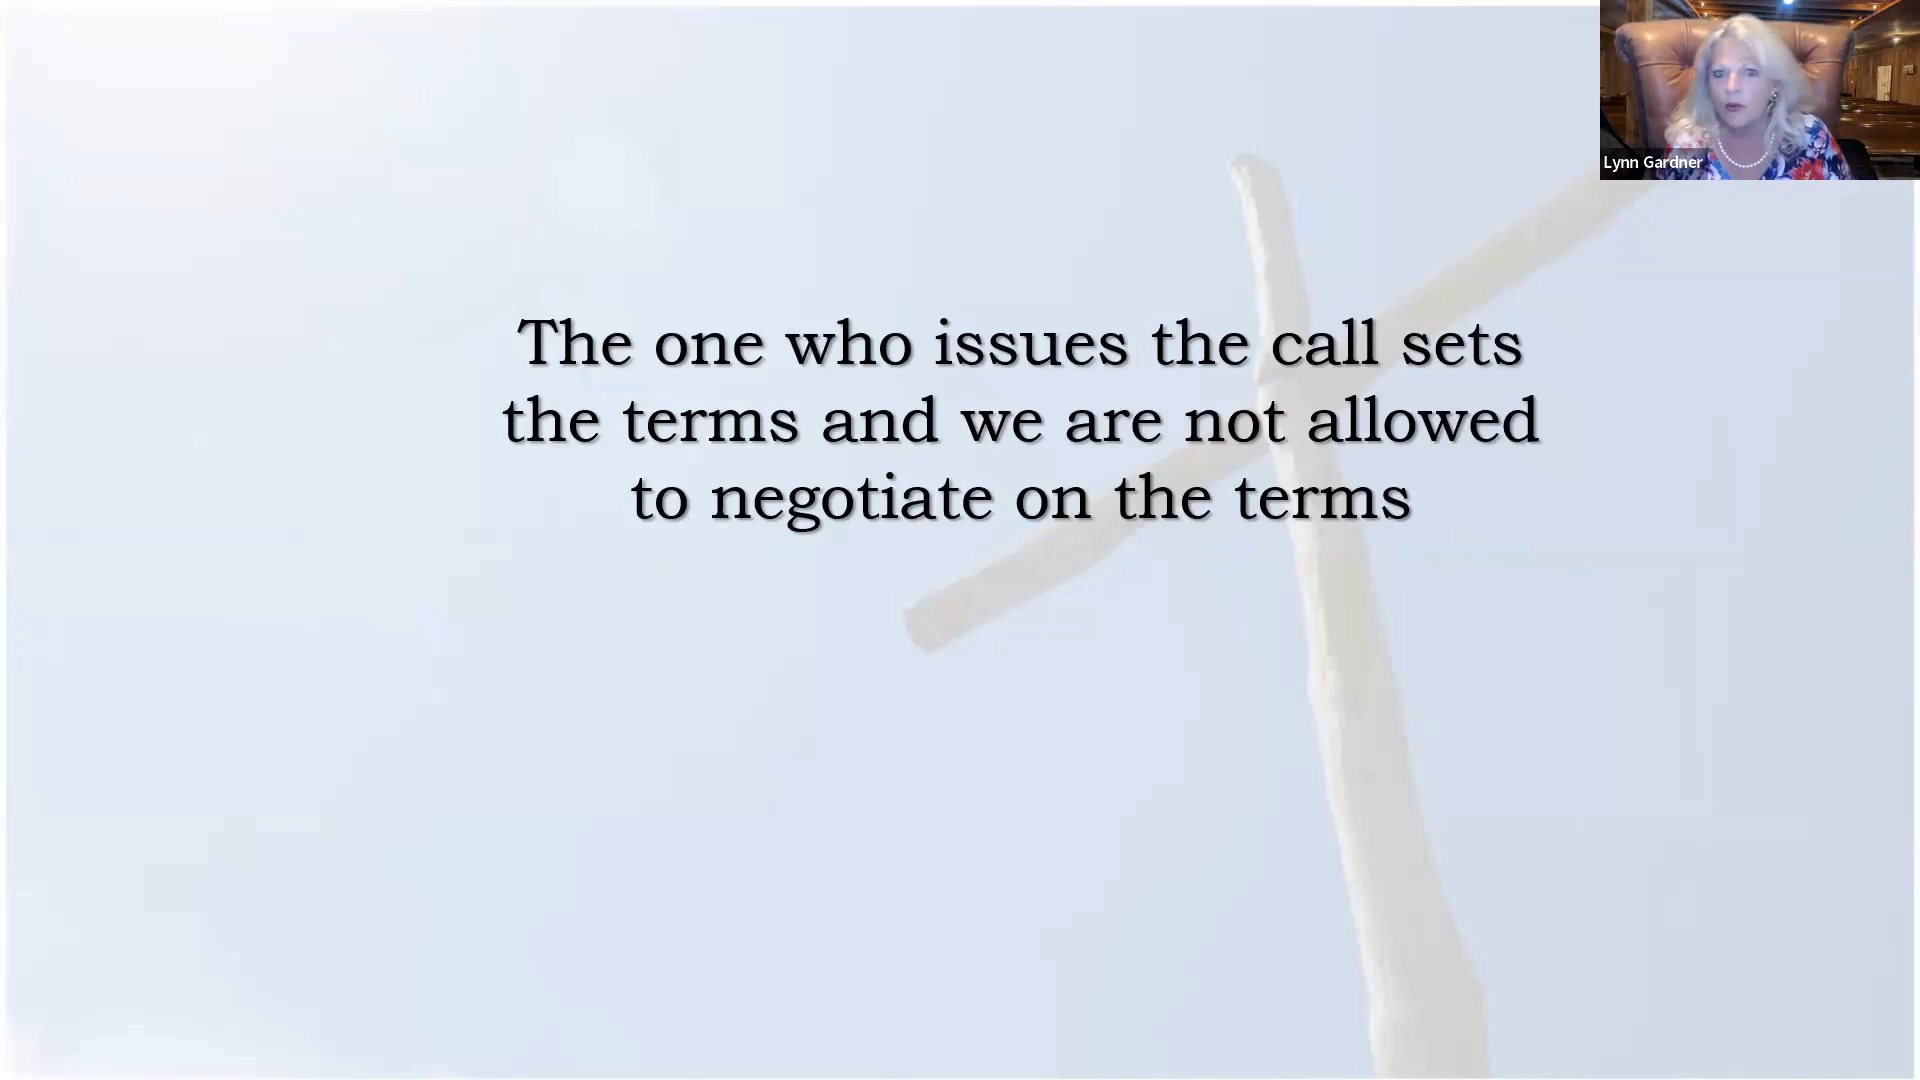 The one who issues the call sets
the terms and we are not allowed
to negotiate on the terms
Lynn Gardner